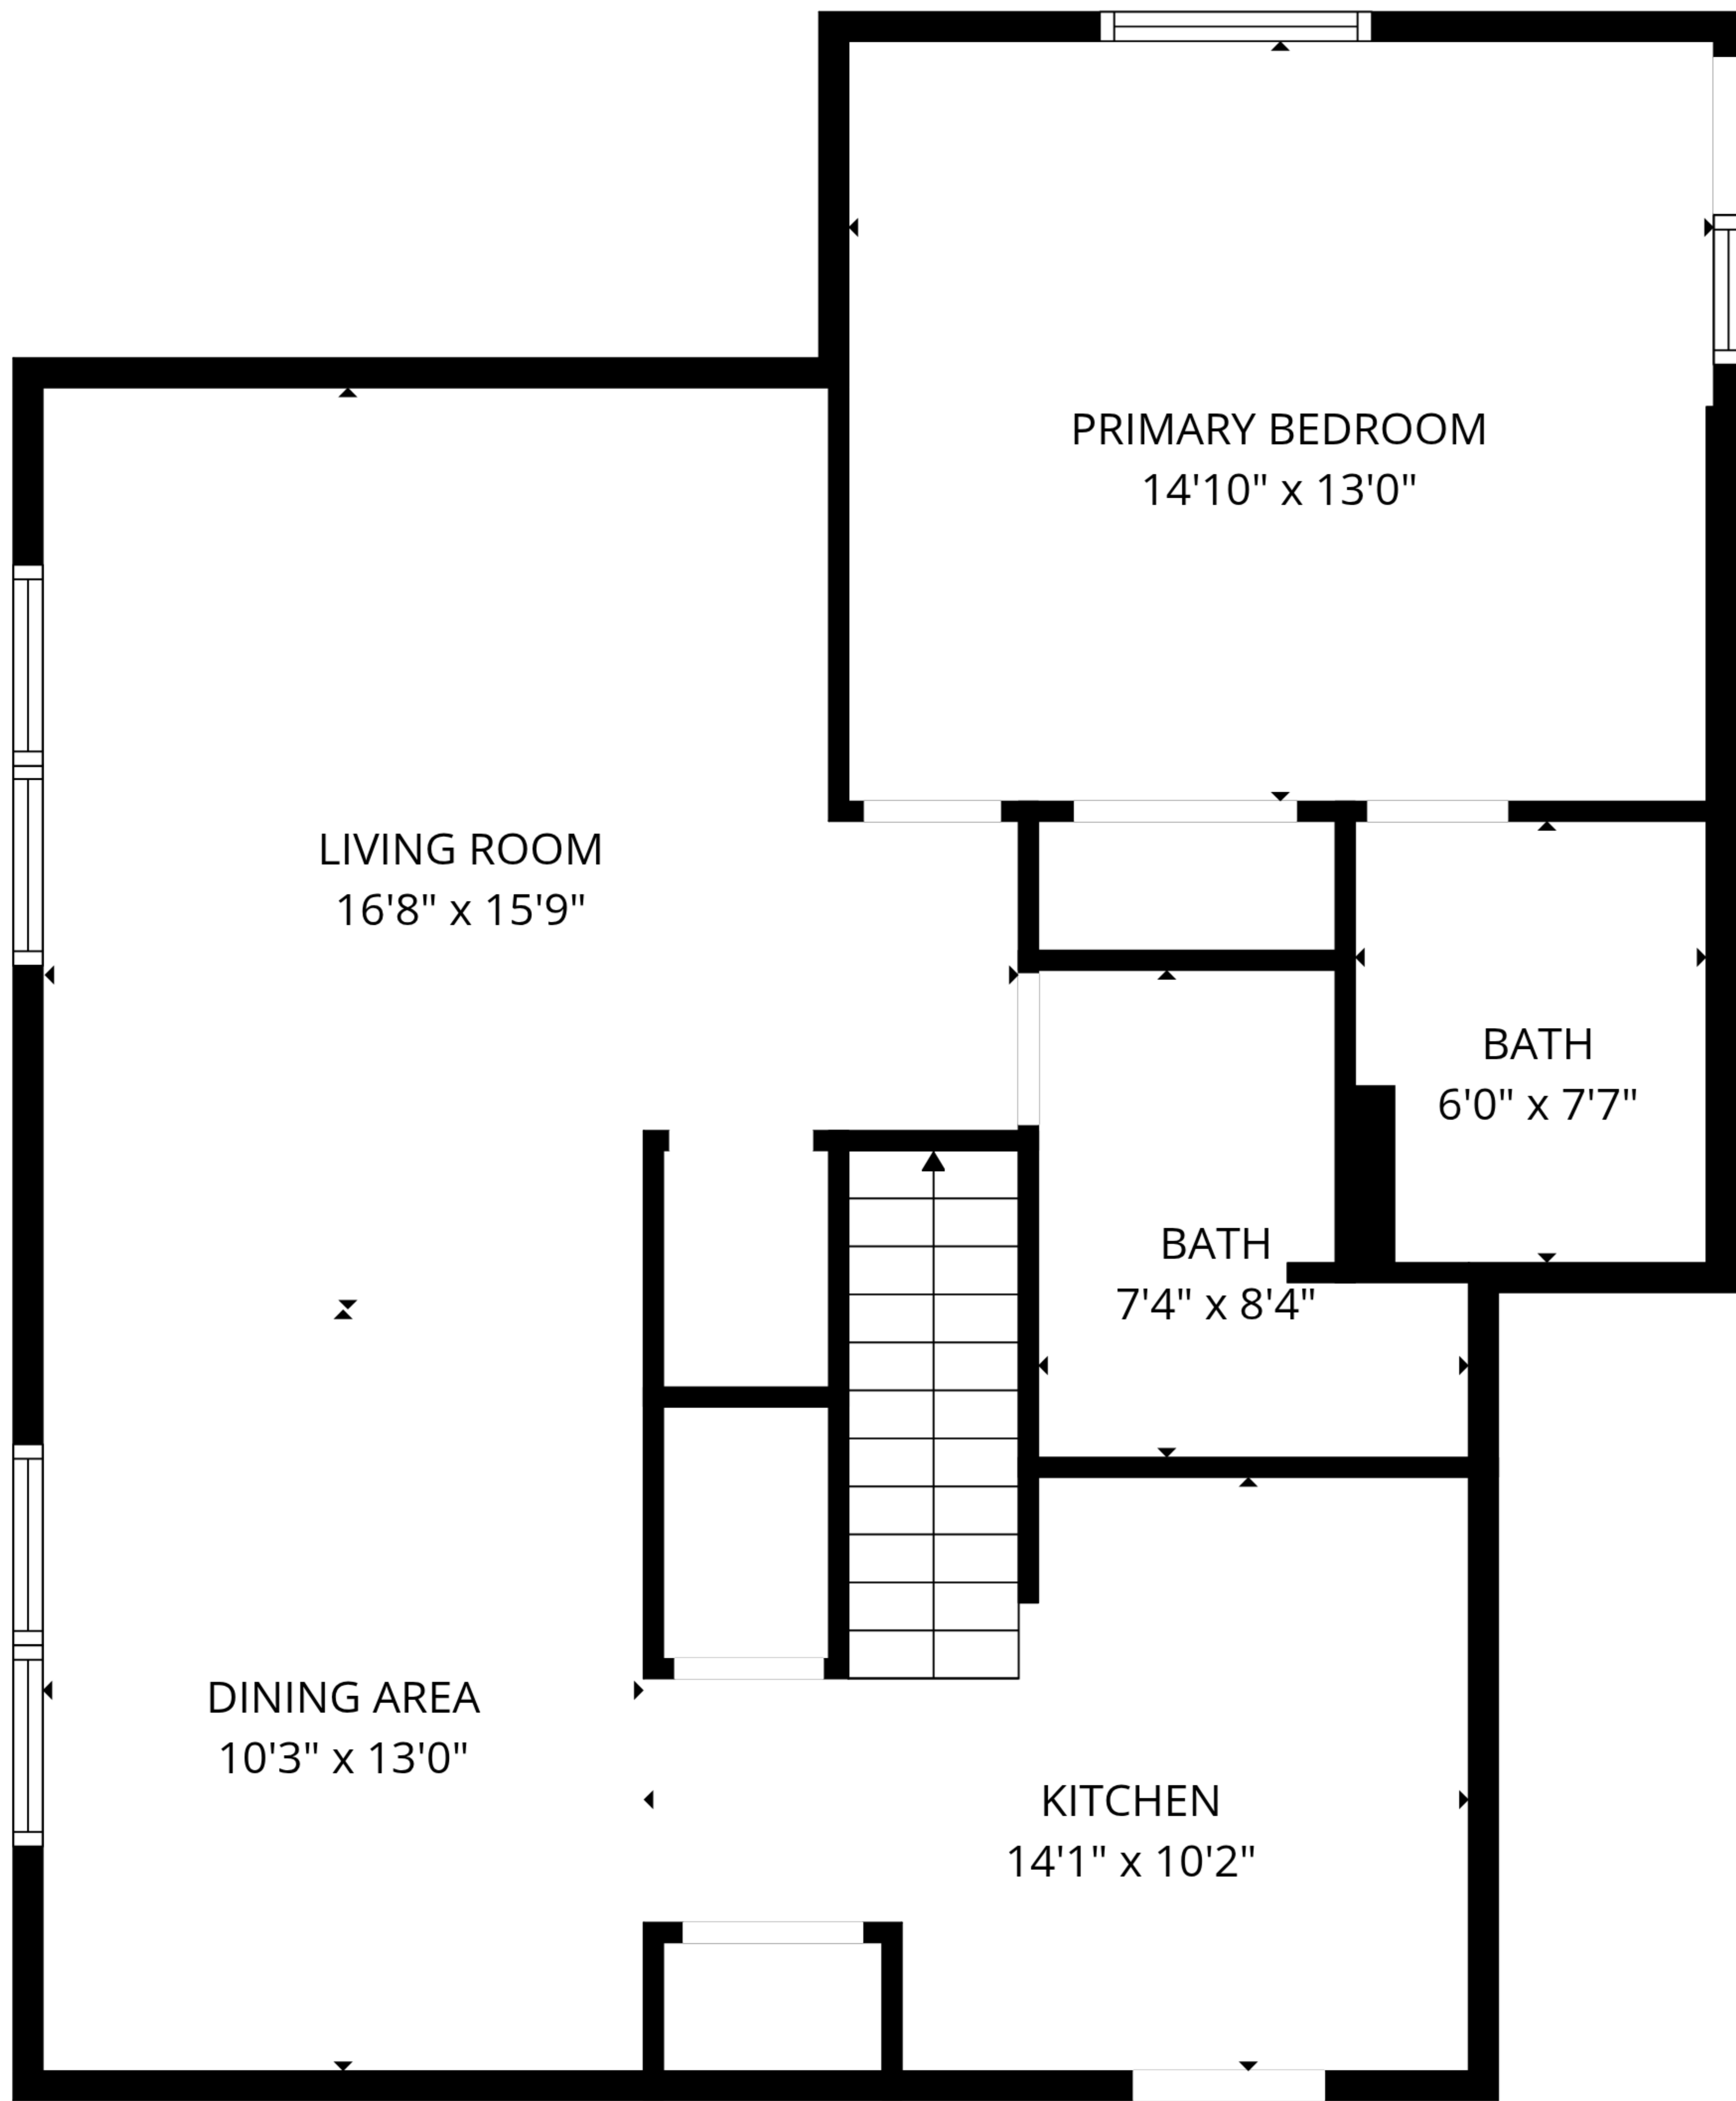 PRIMARY BEDROOM
14'10" x 13'0"
LIVING ROOM
16'8" x 15'9"
BATH
6'0" x 7'7"
BATH
7'4" x 8'4"
DINING AREA
10'3" x 13'0"
KITCHEN
14'1" x 10'2"